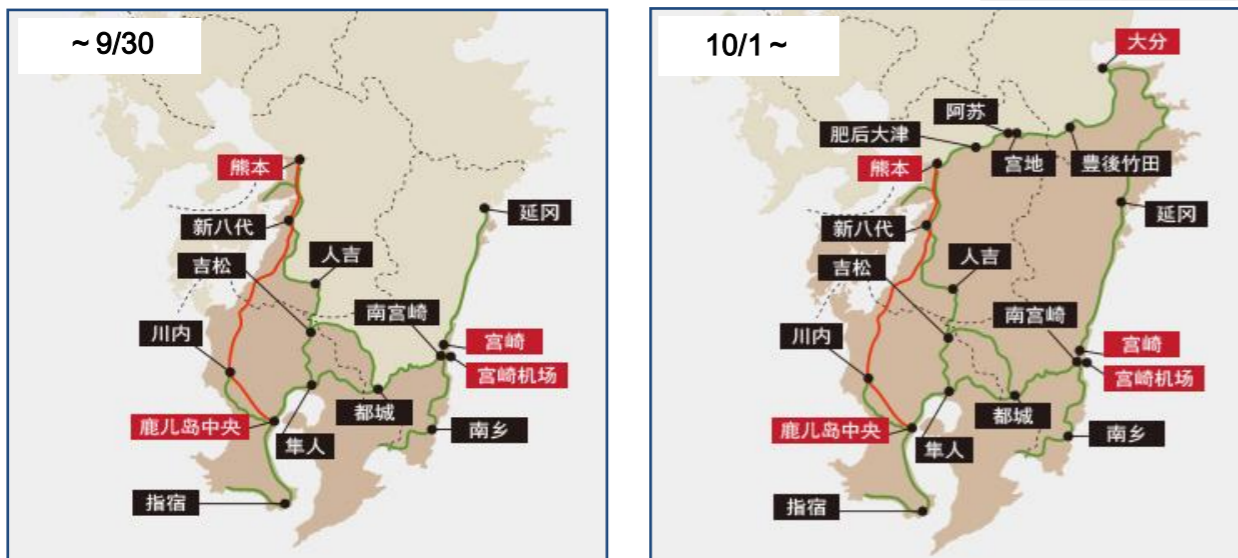 ~ 9/30
熊本
新八代
延冈
人吉
吉松
南宫崎
川内
宫崎
宫崎机场
都城
鹿儿岛中央
隼人
南乡
指宿
10/1 ~
大分
阿苏
肥后大津
宫地
豊後竹田
熊本
延冈
新八代
吉松
人吉
南宫崎
川内
宫崎
宫崎机场
都城
鹿儿岛中央
隼人
南乡
指宿